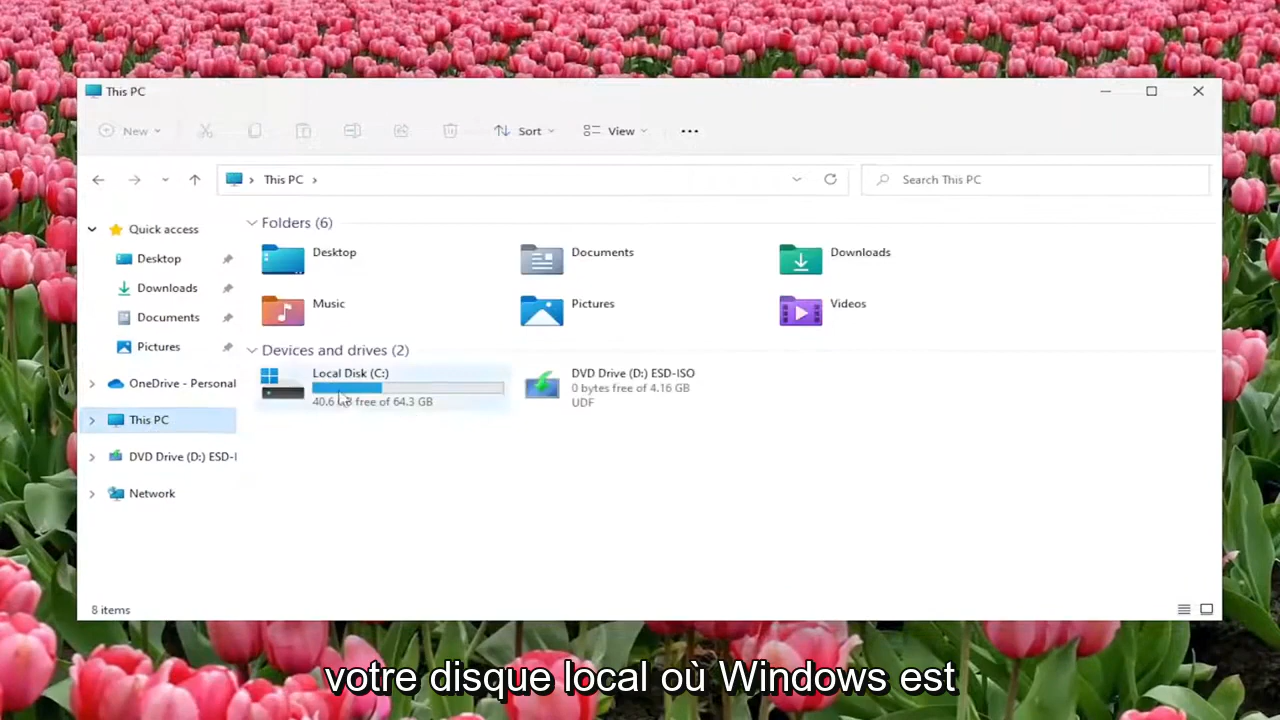 This PC
New
Sort
View
This PC
Search This PC
Quick access
Desktop
Downloads
Documents
Pictures
OneDrive - Personal
This PC
DVD Drive (D:) ESD-I
Network
Folders (6)
Desktop
Documents
Downloads
Music
Pictures
Videos
Devices and drives (2)
Local Disk (C:)
40.6 free of 64.3 GB
DVD Drive (D:) ESD-ISO
0 bytes free of 4.16 GB
UDF
8 items
votre disque local où Windows est